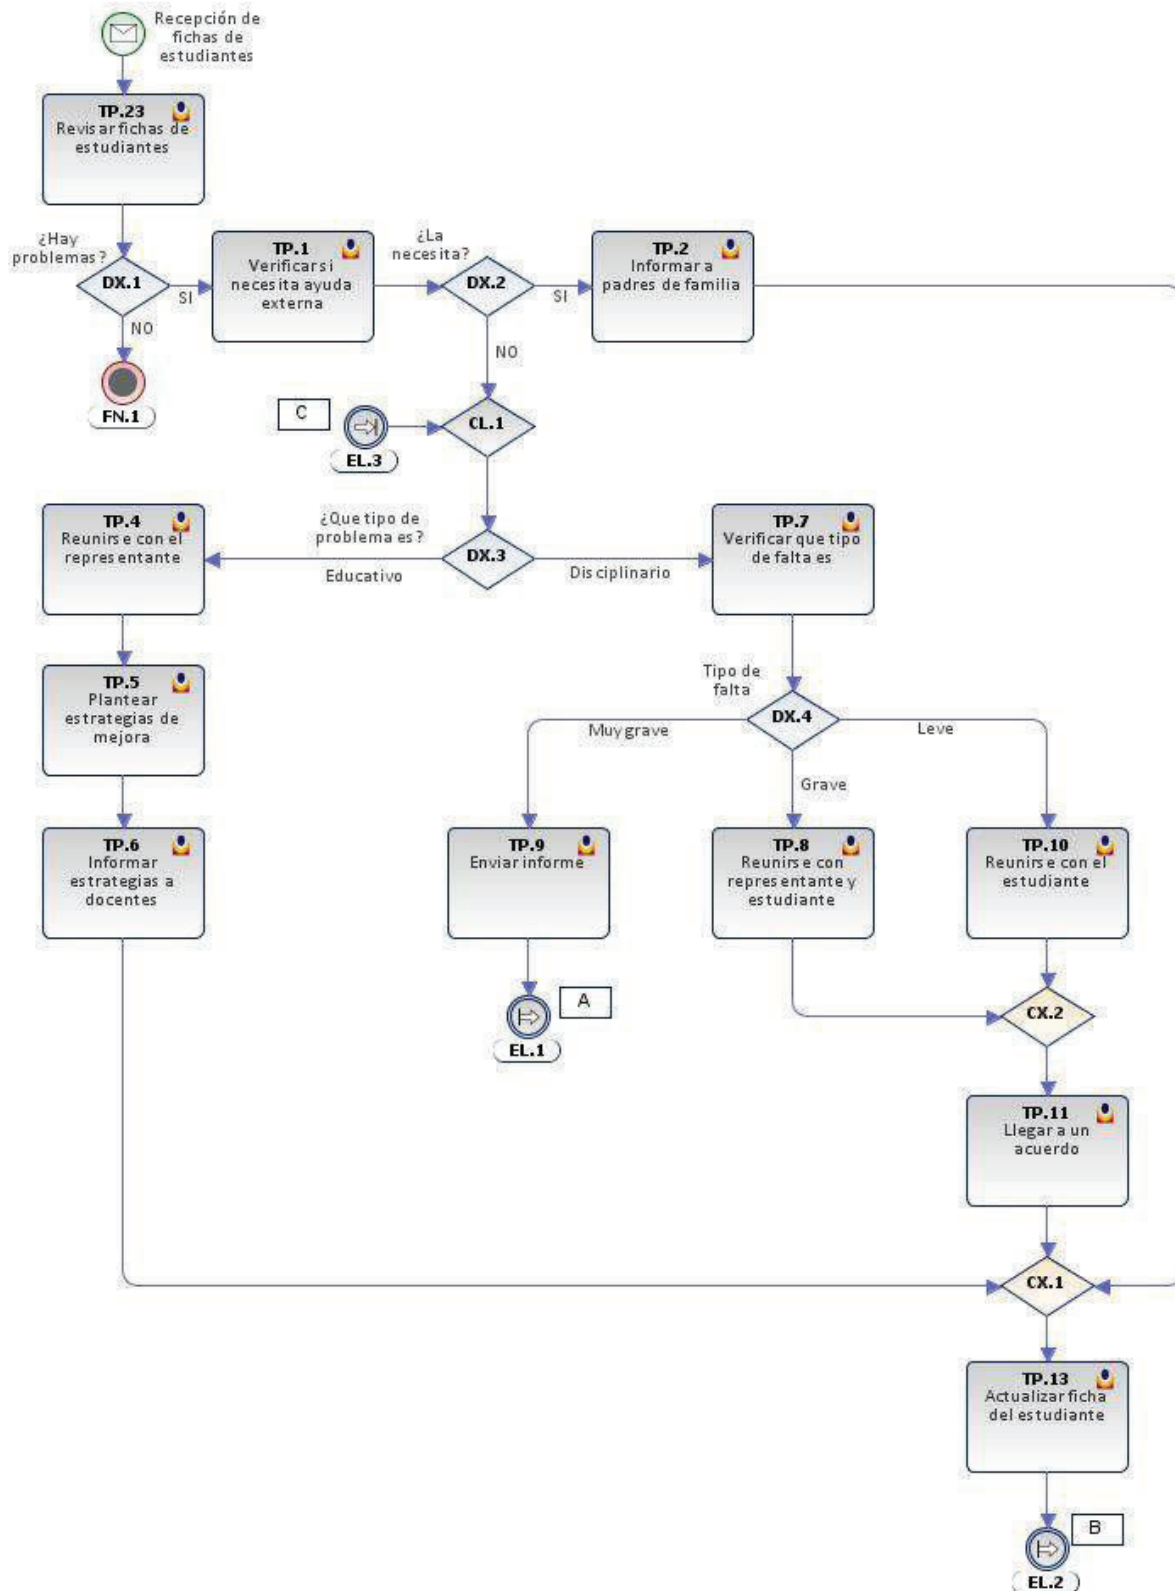 Recepción de
fichas de
estudiantes
TP.23
Revisar fichas de
estudiantes
¿Hay
problemas?
DX.1
SI
NO
FN.1
TP.1
Verificar si
necesita ayuda
externa
¿La
necesita?
DX.2
SI
NO
TP.2
Informar a
padres de familia
C
EL.3
CL.1
¿Que tipo de
problema es?
DX.3
Educativo
Disciplinario
TP.4
Reunirse con el
representante
TP.7
Verificar que tipo
de falta es
TP.5
Plantear
estrategias de
mejora
Tipo de
falta
DX.4
Muy grave
Leve
Grave
TP.6
Informar
estrategias a
docentes
TP.9
Enviar informe
TP.8
Reunirse con
representante y
estudiante
TP.10
Reunirse con el
estudiante
A
EL.1
CX.2
TP.11
Llegar a un
acuerdo
CX.1
TP.13
Actualizar ficha
del estudiante
B
EL.2